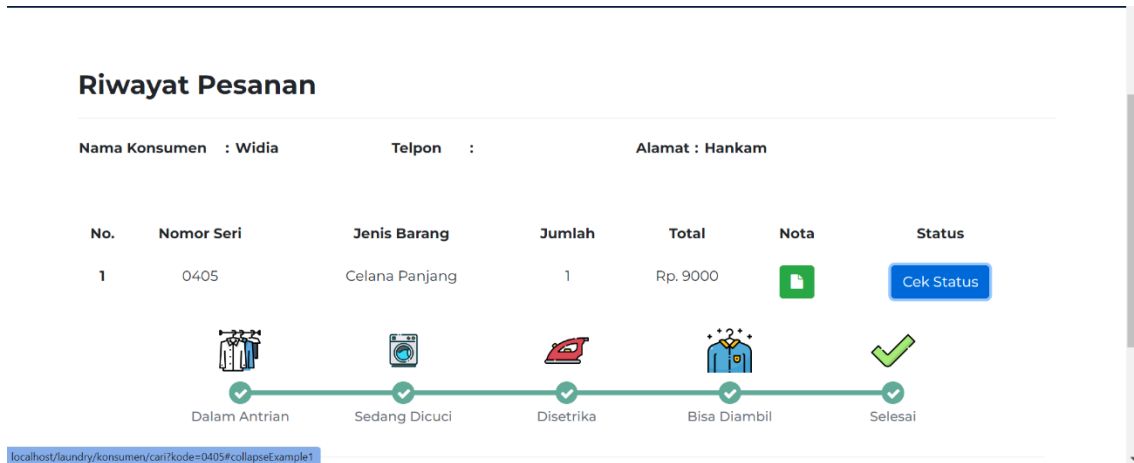 Riwayat Pesanan
Nama Konsumen : Widia Telpon : Alamat : Hankam
No. Nomor Seri Jenis Barang Jumlah Total Nota Status
1 0405 Celana Panjang 1 Rp. 9000 Cek Status
Dalam Antrian Sedang Dicuci Disetrika Bisa Diambil Selesai
localhost/laundry/konsumen/cari?kode=0405#collapseExample1